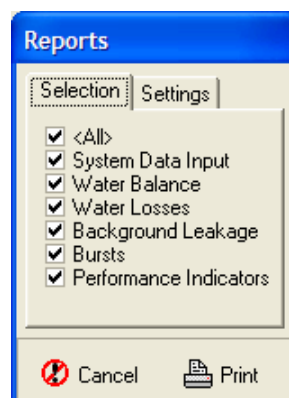 Reports
Selection Settings
<All>
System Data Input
Water Balance
Water Losses
Background Leakage
Bursts
Performance Indicators
Cancel Print